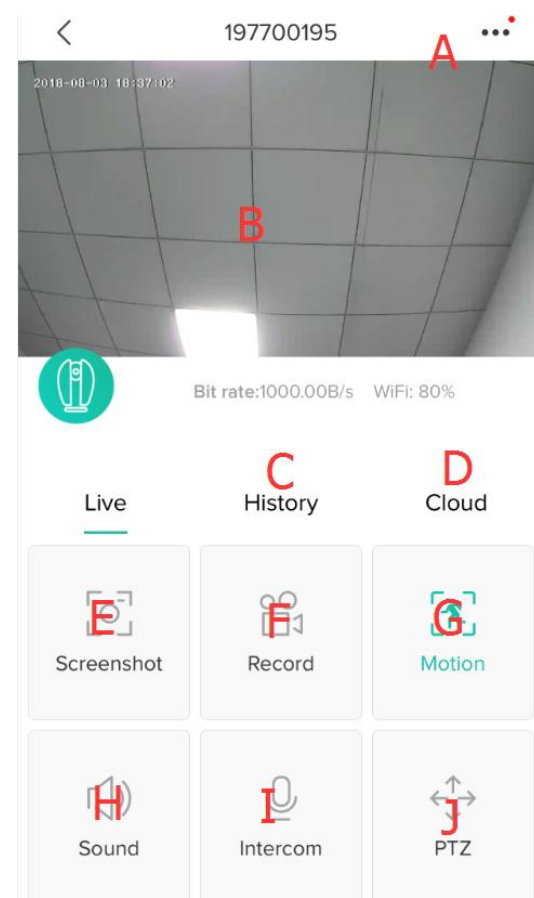 197700195
A
2018-08-03 18:37:02
B
Bit rate:1000.00B/s WiFi: 80%
C D
Live History Cloud
E F G
Screenshot Record Motion
H I J
Sound Intercom PTZ